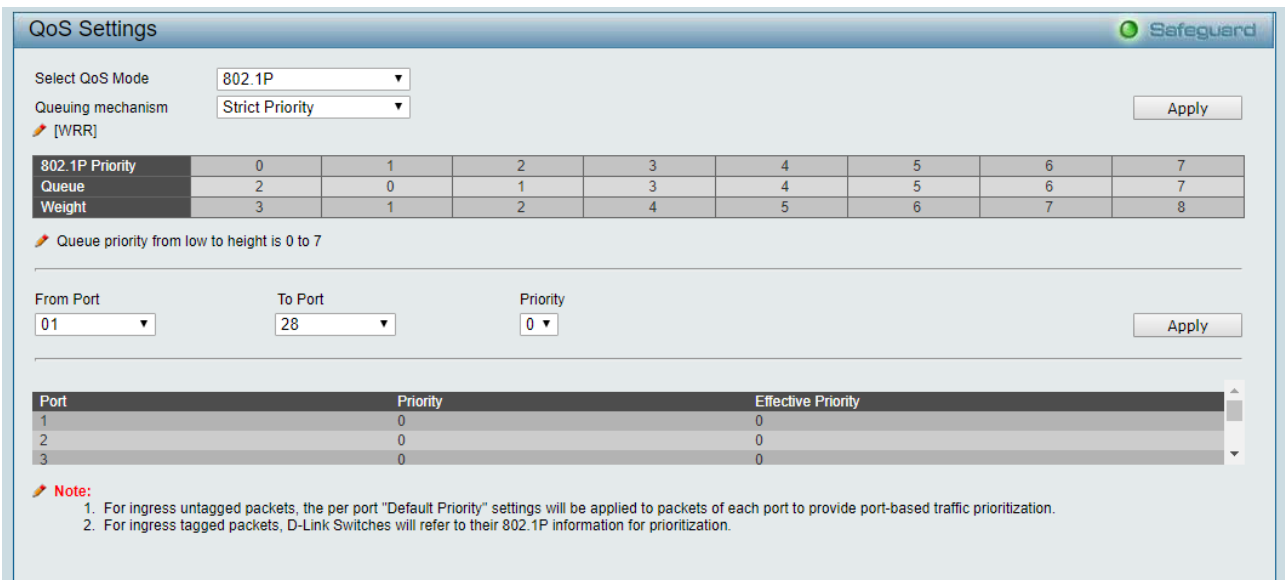 QoS Settings
Safeguard
Select QoS Mode 802.1P
Queuing mechanism Strict Priority
Apply
[WRR]
802.1P Priority 0 1 2 3 4 5 6 7
Queue 2 0 1 3 4 5 6 7
Weight 3 1 2 4 5 6 7 8
Queue priority from low to height is 0 to 7
From Port To Port Priority
01 28 0 Apply
Port Priority Effective Priority
1 0 0
2 0 0
3 0 0
Note:
1. For ingress untagged packets, the per port "Default Priority" settings will be applied to packets of each port to provide port-based traffic prioritization.
2. For ingress tagged packets, D-Link Switches will refer to their 802.1P information for prioritization.